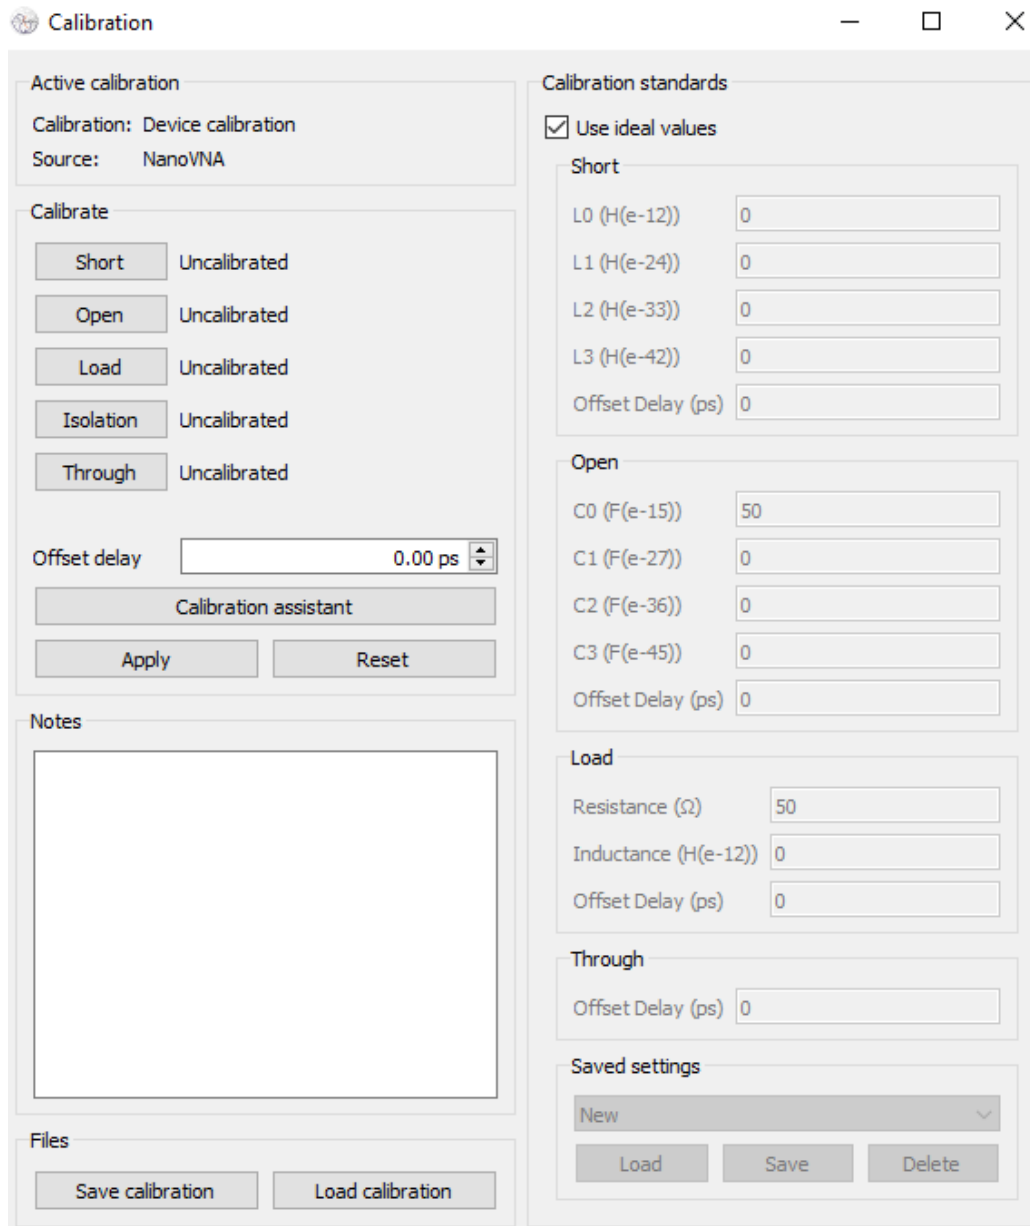 Calibration
Active calibration
Calibration: Device calibration
Source: NanoVNA
Calibrate
Short Uncalibrated
Open Uncalibrated
Load Uncalibrated
Isolation Uncalibrated
Through Uncalibrated
Offset delay 0.00 ps
Calibration assistant
Apply Reset
Notes
Files
Save calibration Load calibration
Calibration standards
Use ideal values
Short
L0 (H(e-12)) 0
L1 (H(e-24)) 0
L2 (H(e-33)) 0
L3 (H(e-42)) 0
Offset Delay (ps) 0
Open
C0 (F(e-15)) 50
C1 (F(e-27)) 0
C2 (F(e-36)) 0
C3 (F(e-45)) 0
Offset Delay (ps) 0
Load
Resistance (Ω) 50
Inductance (H(e-12)) 0
Offset Delay (ps) 0
Through
Offset Delay (ps) 0
Saved settings
New
Load Save Delete